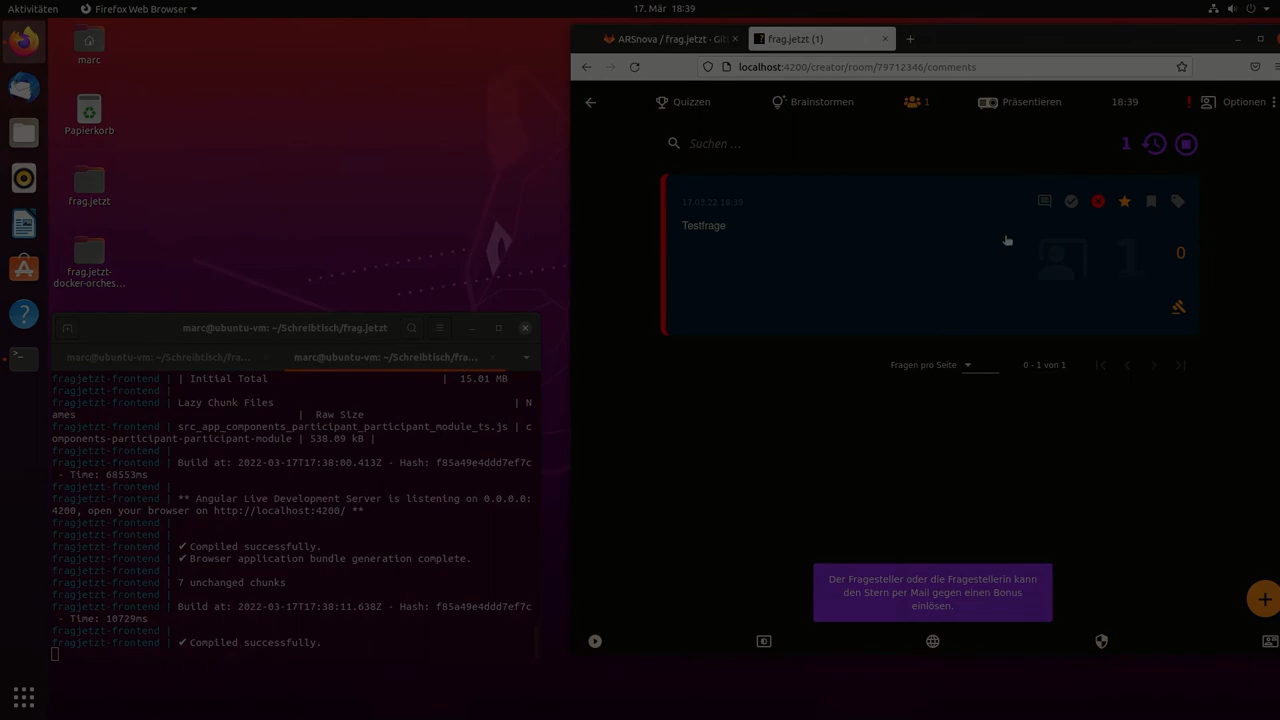 Aktivitäten
Firefox Web Browser
17. Mär 18:39
marc
Papierkorb
frag.jetzt
frag.jetzt-
docker-orches…
marc@ubuntu-vm: ~/Schreibtisch/frag.jetzt
marc@ubuntu-vm: ~/Schreibtisch/fra…
marc@ubuntu-vm: ~/Schreibtisch/fra…
fragjetzt-frontend | | Initial Total | 15.01 MB
fragjetzt-frontend |
fragjetzt-frontend | Lazy Chunk Files | N
ames | Raw Size
fragjetzt-frontend | src_app_components_participant_participant_module_ts.js | c
omponents-participant-participant-module | 538.09 kB |
fragjetzt-frontend |
fragjetzt-frontend | Build at: 2022-03-17T17:38:00.413Z - Hash: f85a49e4ddd7ef7c
- Time: 68553ms
fragjetzt-frontend |
fragjetzt-frontend | ** Angular Live Development Server is listening on 0.0.0.0:
4200, open your browser on http://localhost:4200/ **
fragjetzt-frontend |
fragjetzt-frontend |
fragjetzt-frontend | ✔ Compiled successfully.
fragjetzt-frontend | ✔ Browser application bundle generation complete.
fragjetzt-frontend |
fragjetzt-frontend | 7 unchanged chunks
fragjetzt-frontend |
fragjetzt-frontend | Build at: 2022-03-17T17:38:11.638Z - Hash: f85a49e4ddd7ef7c
- Time: 10729ms
fragjetzt-frontend |
fragjetzt-frontend | ✔ Compiled successfully.
ARSnova / frag.jetzt · Git
frag.jetzt (1)
localhost:4200/creator/room/79712346/comments
Quizzen
Brainstormen
1
Präsentieren
18:39
Optionen
Suchen …
1
17.03.22 18:39
Testfrage
1
0
Fragen pro Seite
0 - 1 von 1
Der Fragesteller oder die Fragestellerin kann
den Stern per Mail gegen einen Bonus
einlösen.